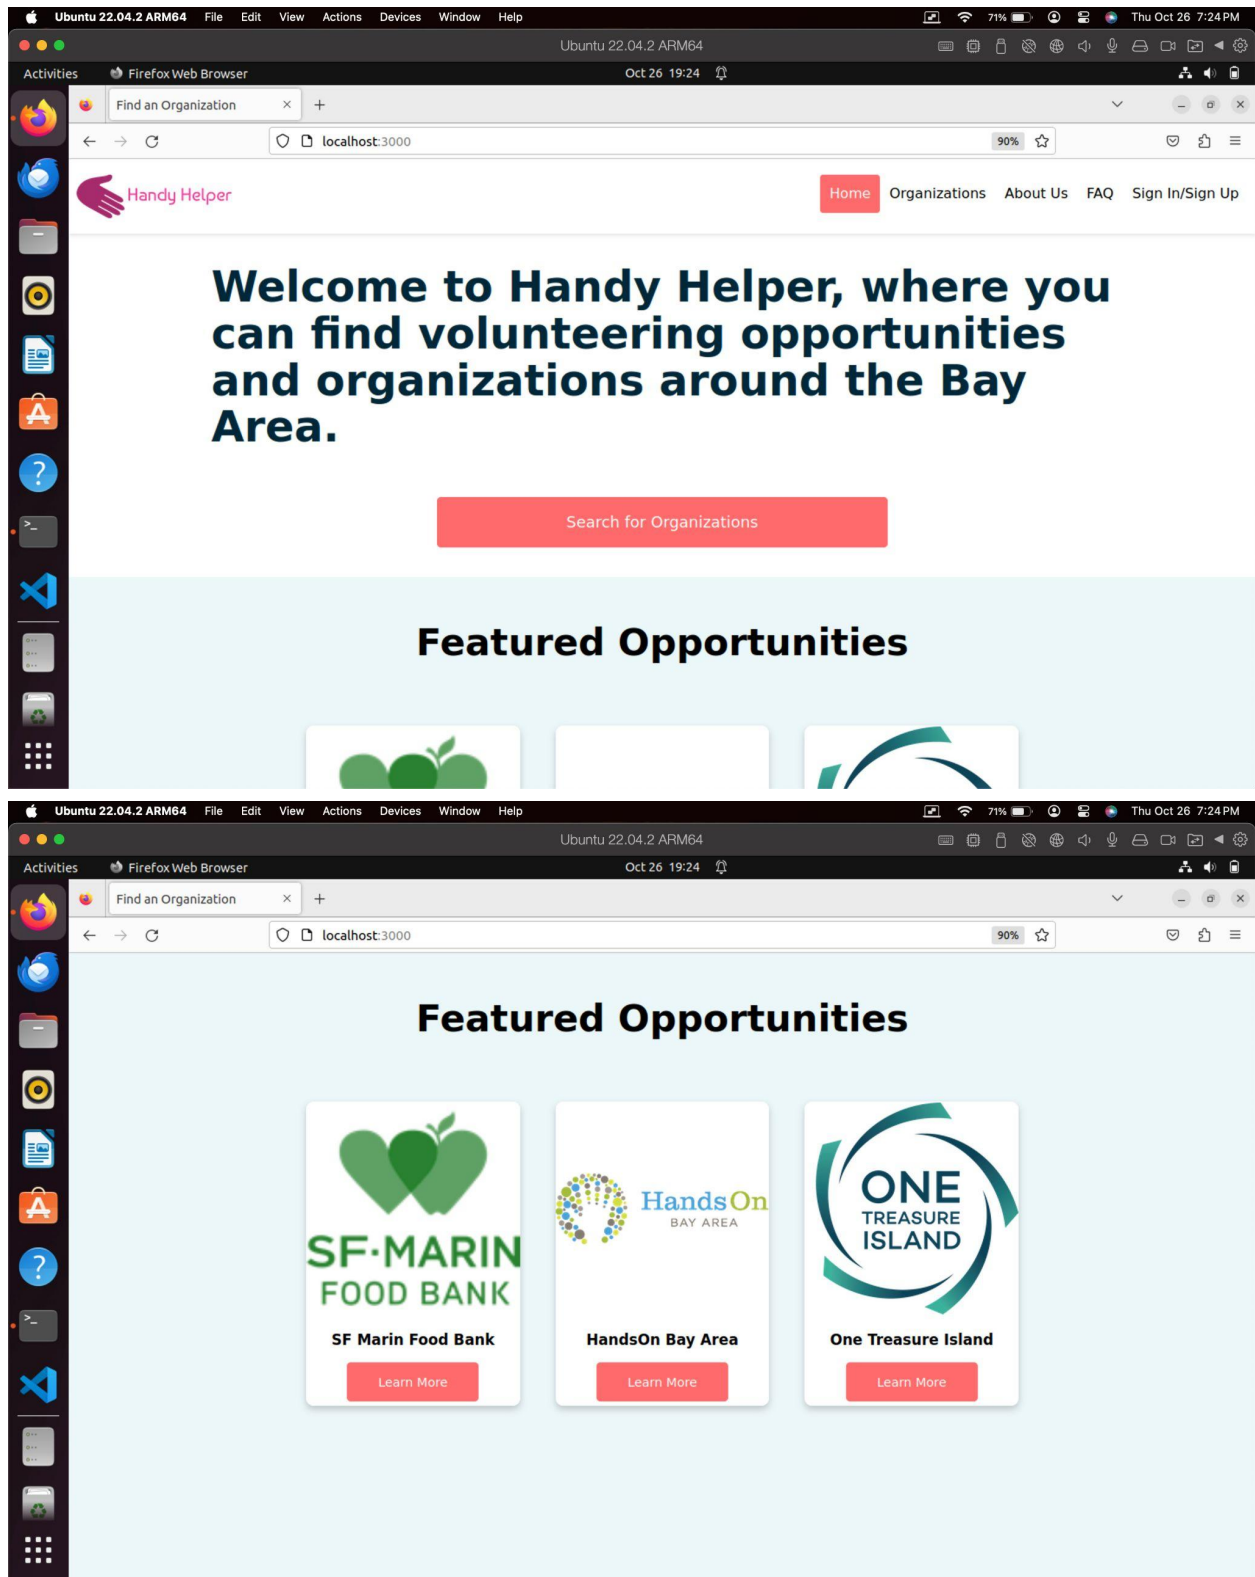 Ubuntu 22.04.2 ARM64 File Edit View Actions Devices Window Help 71% Thu Oct 26 7:24 PM
Ubuntu 22.04.2 ARM64
Activities Firefox Web Browser Oct 26 19:24
Find an Organization
localhost:3000 90%
Handy Helper Home Organizations About Us FAQ Sign In/Sign Up
Welcome to Handy Helper, where you
can find volunteering opportunities
and organizations around the Bay
Area.
Search for Organizations
Featured Opportunities
Ubuntu 22.04.2 ARM64 File Edit View Actions Devices Window Help 71% Thu Oct 26 7:24 PM
Ubuntu 22.04.2 ARM64
Activities Firefox Web Browser Oct 26 19:24
Find an Organization
localhost:3000 90%
Featured Opportunities
SF·MARIN
FOOD BANK
HandsOn
BAY AREA
ONE
TREASURE
ISLAND
SF Marin Food Bank HandsOn Bay Area One Treasure Island
Learn More Learn More Learn More